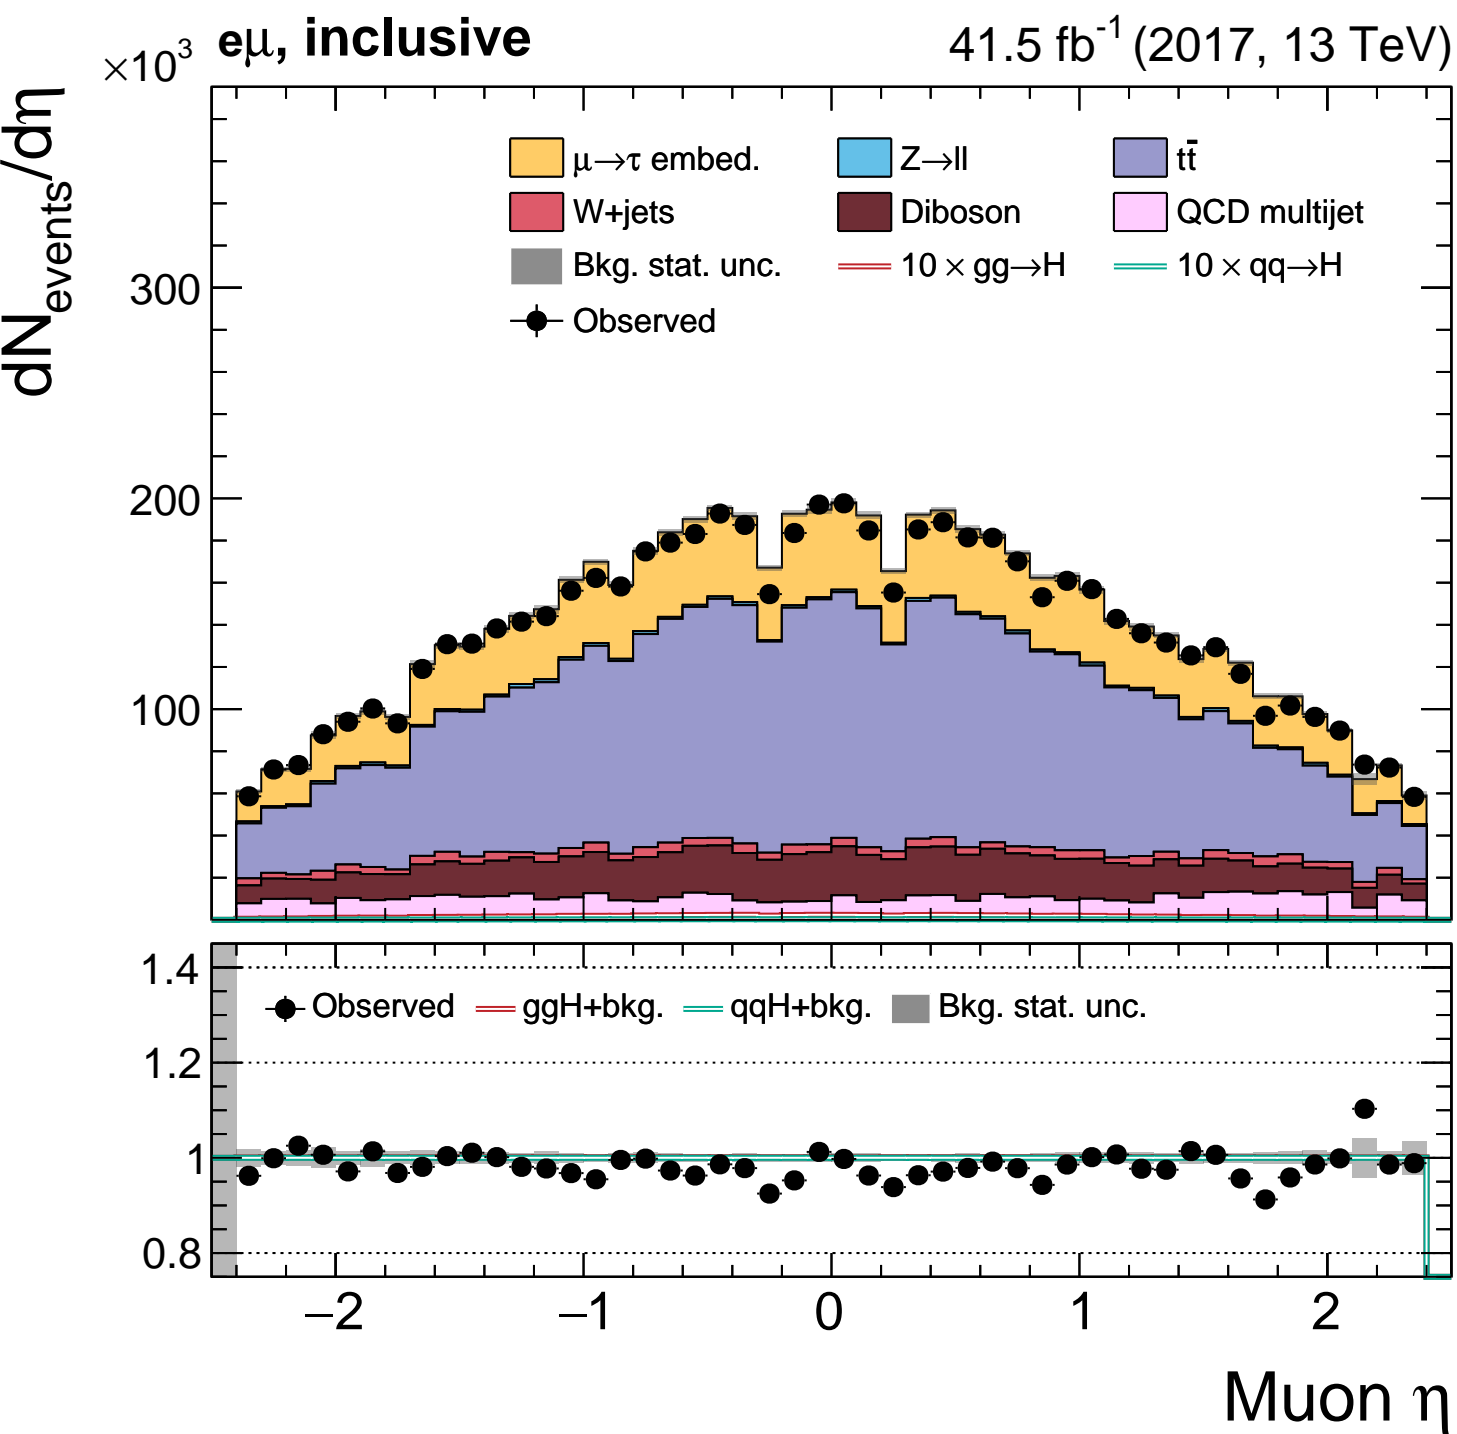 ×10³ eμ, inclusive 41.5 fb⁻¹ (2017, 13 TeV)
dN_events/dη
μ→τ embed. Z→ll tt̅
W+jets Diboson QCD multijet
Bkg. stat. unc. 10 × gg→H 10 × qq→H
Observed
300
200
100
1.4
Observed ggH+bkg. qqH+bkg. Bkg. stat. unc.
1.2
1
0.8
−2 −1 0 1 2
Muon η